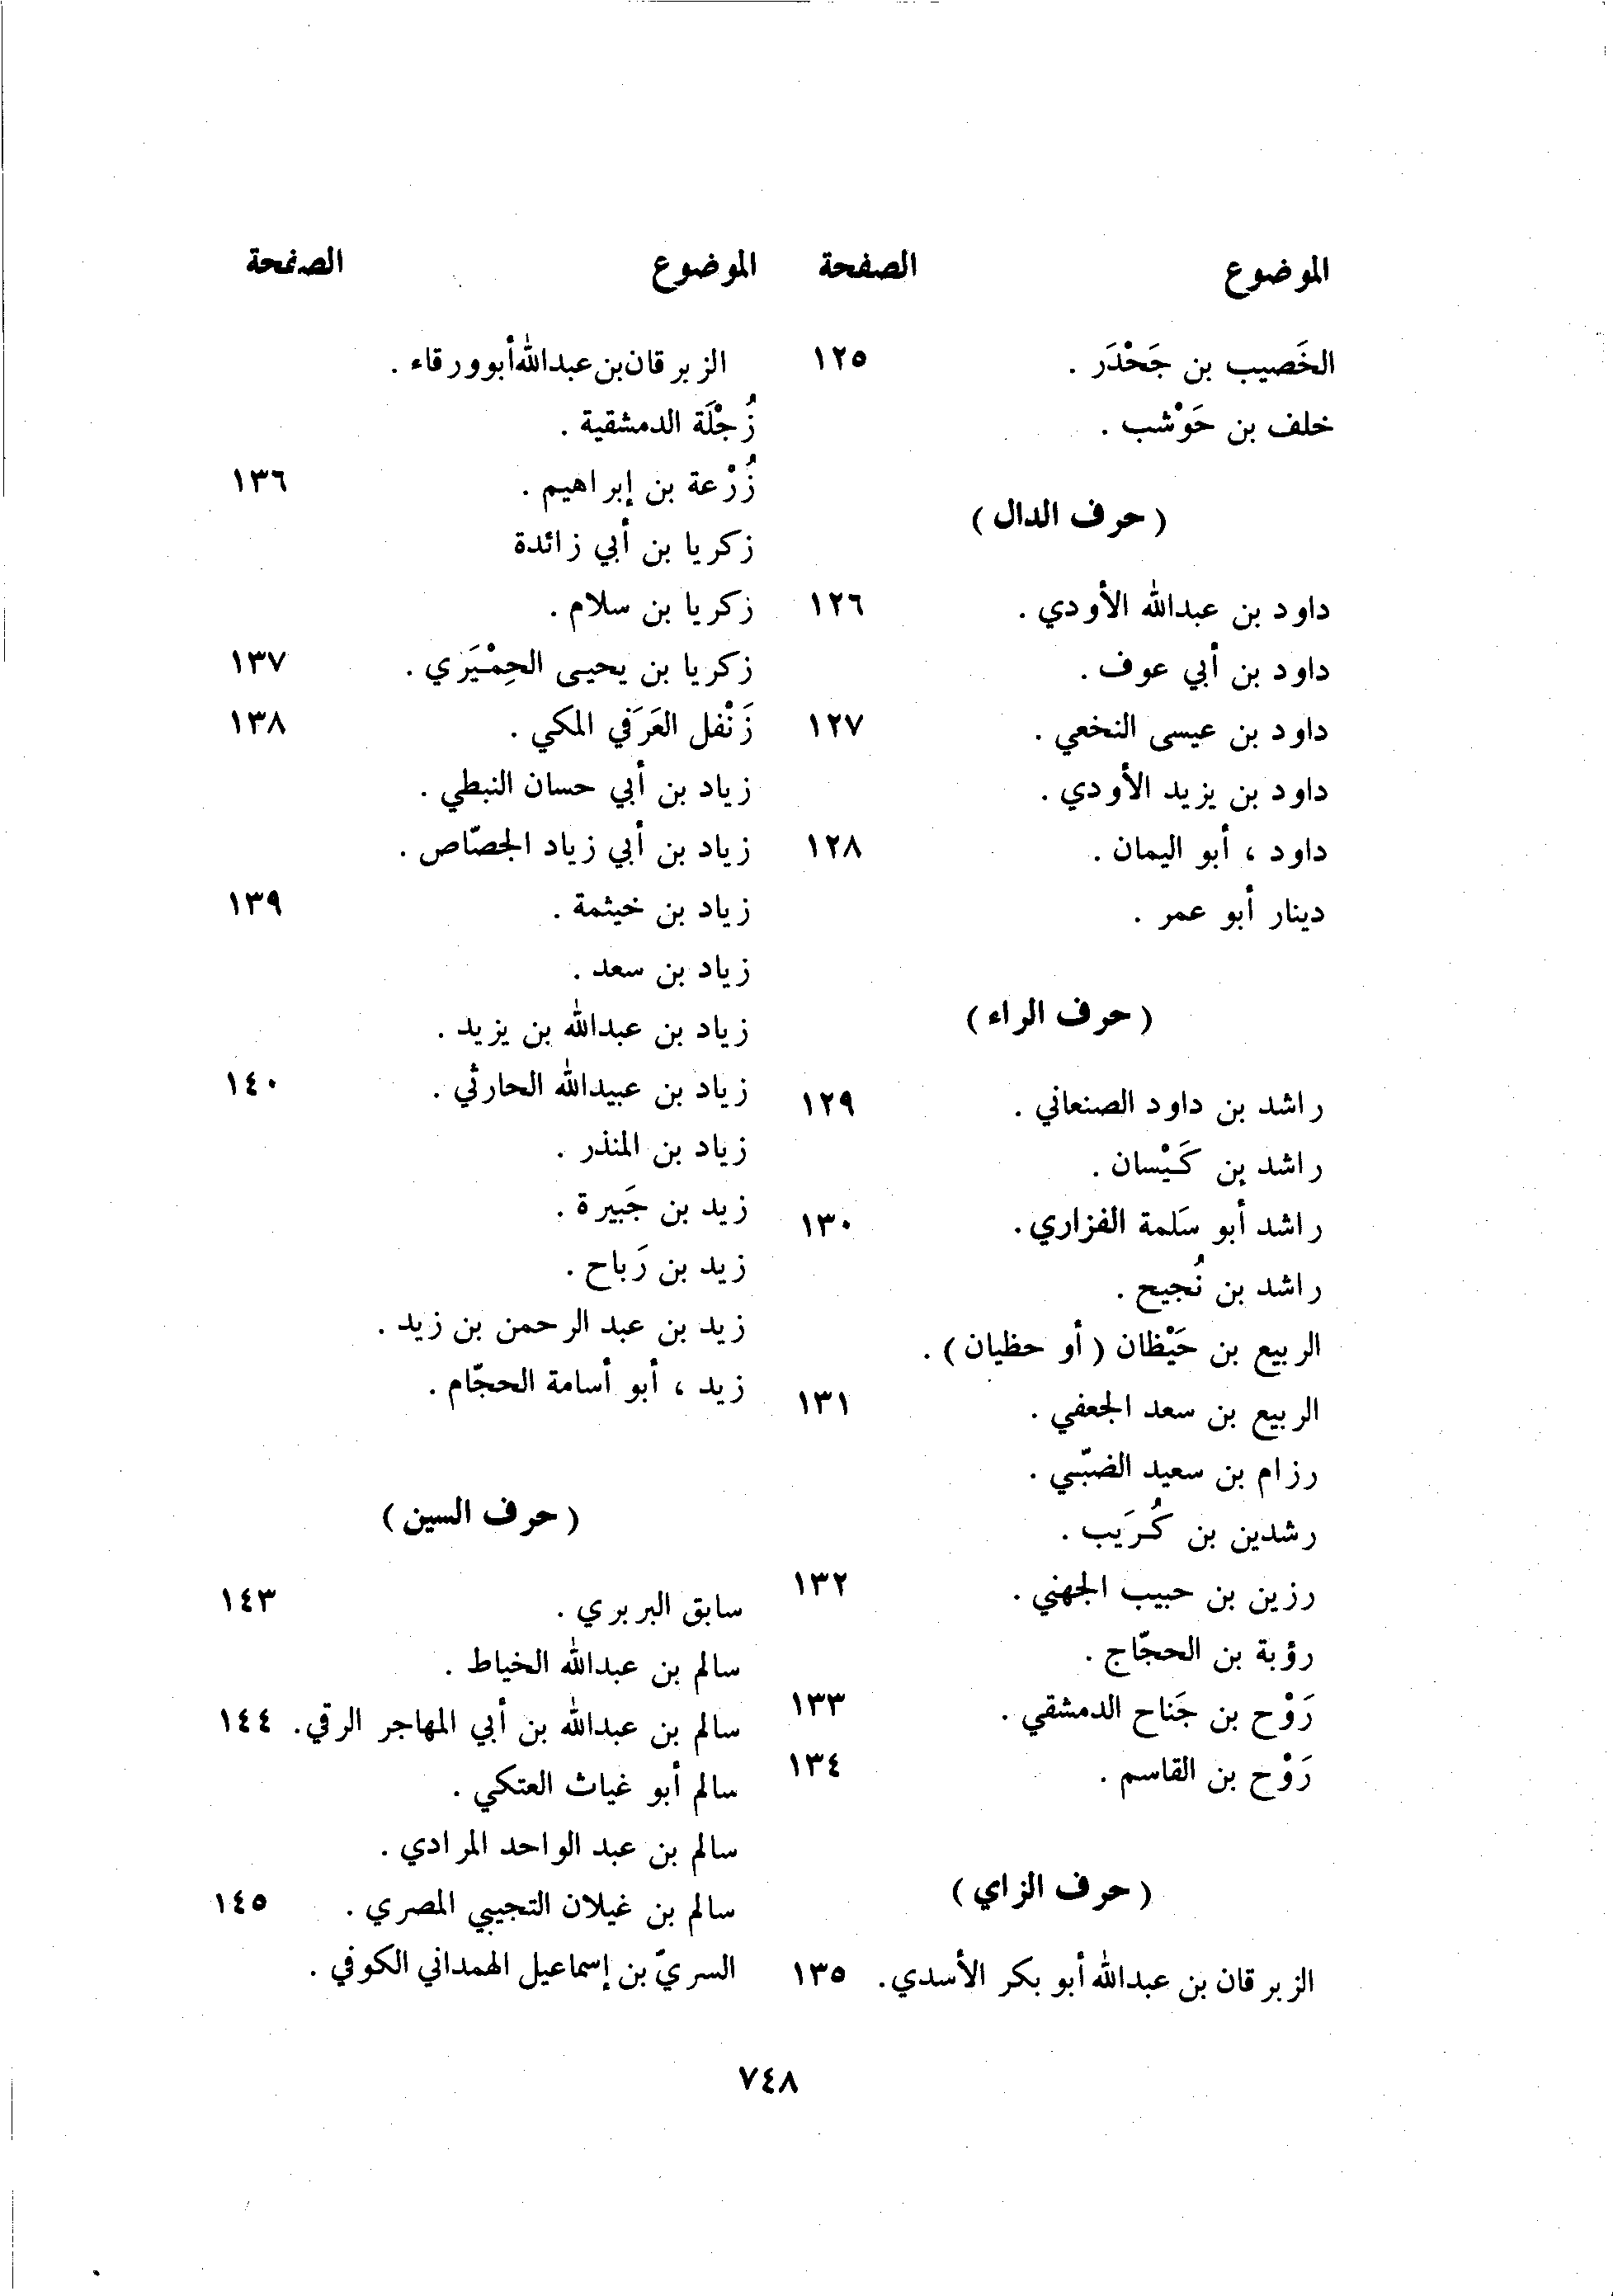 الموضوع الصفحة
الخَصيب بن جَحْدَر . ١٢٥
خلف بن حَوْشب .
( حرف الدال )
داود بن عبدالله الأودي . ١٢٦
داود بن أبي عوف .
داود بن عيسى النخعي . ١٢٧
داود بن يزيد الأودي .
داود ، أبو اليمان . ١٢٨
دينار أبو عمر .
( حرف الراء )
راشد بن داود الصنعاني . ١٢٩
راشد بن كَيْسان .
راشد أبو سَلمة الفزاري . ١٣٠
راشد بن نُجيح .
الربيع بن حَيْظان ( أو حظيان ) .
الربيع بن سعد الجعفي . ١٣١
رزام بن سعيد الضبّي .
رشدين بن كُرَيب .
رزين بن حبيب الجهني . ١٣٢
رؤبة بن الحجّاج .
رَوْح بن جَناح الدمشقي . ١٣٣
رَوْح بن القاسم . ١٣٤
( حرف الزاي )
الزبرقان بن عبدالله أبو بكر الأسدي . ١٣٥
الموضوع الصفحة
الزبرقان بن عبدالله أبو ورقاء .
زُجْلَة الدمشقية .
زُرْعة بن إبراهيم . ١٣٦
زكريا بن أبي زائدة
زكريا بن سلام .
زكريا بن يحيى الحِمْيَري . ١٣٧
زَنْفل العَرَفي المكي . ١٣٨
زياد بن أبي حسان النبطي .
زياد بن أبي زياد الجصّاص .
زياد بن خيثمة . ١٣٩
زياد بن سعد .
زياد بن عبدالله بن يزيد .
زياد بن عبيدالله الحارثي . ١٤٠
زياد بن المنذر .
زيد بن جَبيرة .
زيد بن رَباح .
زيد بن عبد الرحمن بن زيد .
زيد ، أبو أسامة الحجّام .
( حرف السين )
سابق البربري . ١٤٣
سالم بن عبدالله الخياط .
سالم بن عبدالله بن أبي المهاجر الرقي . ١٤٤
سالم أبو غياث العتكي .
سالم بن عبد الواحد المرادي .
سالم بن غيلان التجيبي المصري . ١٤٥
السريّ بن إسماعيل الهمداني الكوفي .
٧٤٨